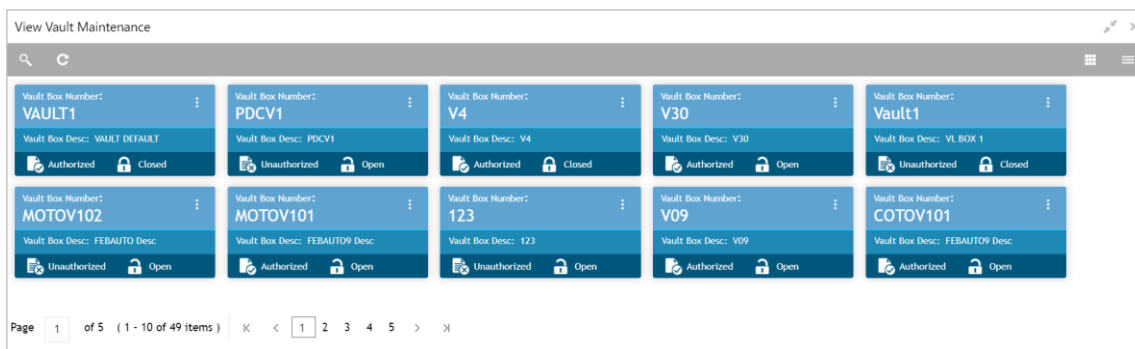 View Vault Maintenance
Vault Box Number:
VAULT1
Vault Box Desc: VAULT DEFAULT
Authorized Closed
Vault Box Number:
PDCV1
Vault Box Desc: PDCV1
Unauthorized Open
Vault Box Number:
V4
Vault Box Desc: V4
Authorized Closed
Vault Box Number:
V30
Vault Box Desc: V30
Authorized Open
Vault Box Number:
Vault1
Vault Box Desc: VL BOX 1
Unauthorized Closed
Vault Box Number:
MOTOV102
Vault Box Desc: FEBAUTO Desc
Unauthorized Open
Vault Box Number:
MOTOV101
Vault Box Desc: FEBAUTO9 Desc
Authorized Open
Vault Box Number:
123
Vault Box Desc: 123
Unauthorized Open
Vault Box Number:
V09
Vault Box Desc: V09
Authorized Open
Vault Box Number:
COTOV101
Vault Box Desc: FEBAUTO9 Desc
Authorized Open
Page 1 of 5 (1 - 10 of 49 items) 1 2 3 4 5